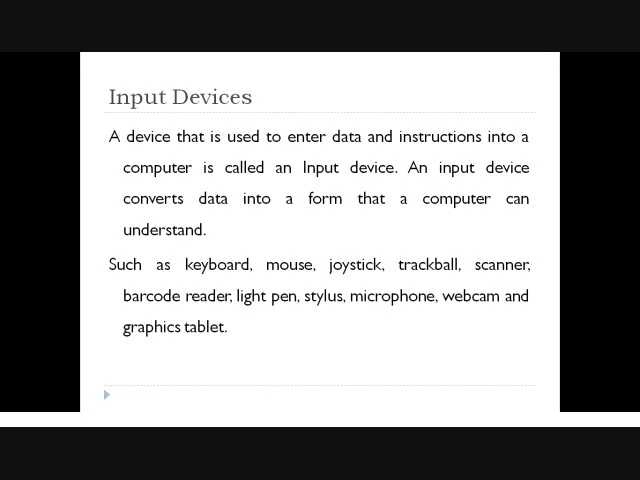 Input Devices
A device that is used to enter data and instructions into a
computer is called an Input device. An input device
converts data into a form that a computer can
understand.
Such as keyboard, mouse, joystick, trackball, scanner,
barcode reader, light pen, stylus, microphone, webcam and
graphics tablet.